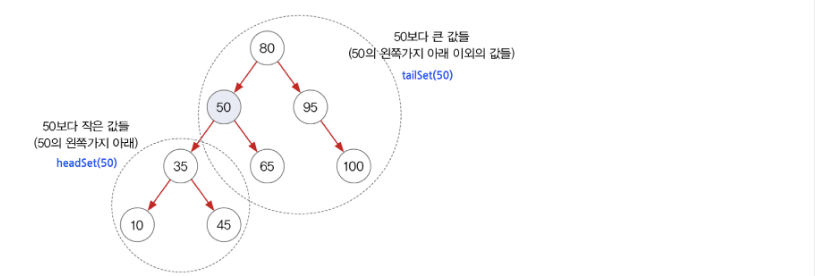 80
50보다 큰 값들
(50의 왼쪽가지 아래 이외의 값들)
tailSet(50)
50
95
50보다 작은 값들
(50의 왼쪽가지 아래)
headSet(50)
35
65
100
10
45